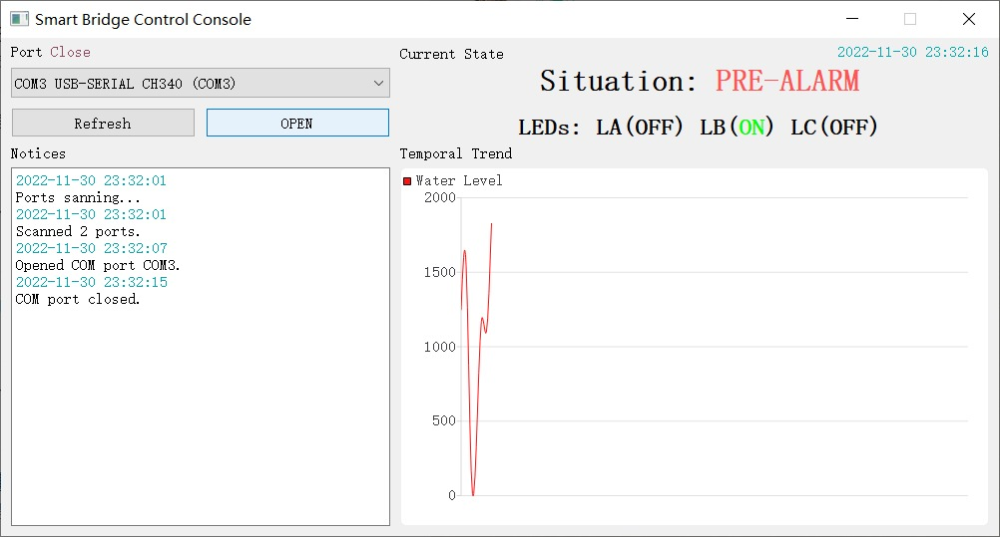 Smart Bridge Control Console
Port Close
COM3 USB-SERIAL CH340 (COM3)
Refresh
OPEN
Notices
2022-11-30 23:32:01
Ports sanning...
2022-11-30 23:32:01
Scanned 2 ports.
2022-11-30 23:32:07
Opened COM port COM3.
2022-11-30 23:32:15
COM port closed.
Current State
2022-11-30 23:32:16
Situation: PRE-ALARM
LEDs: LA(OFF) LB(ON) LC(OFF)
Temporal Trend
Water Level
2000
1500
1000
500
0